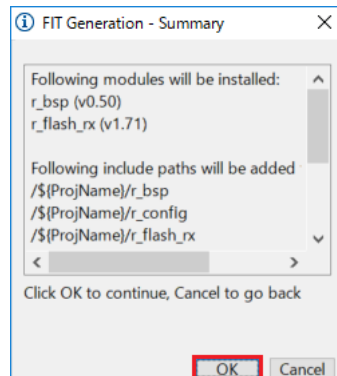 FIT Generation - Summary
Following modules will be installed:
r_bsp (v0.50)
r_flash_rx (v1.71)
Following include paths will be added
/${ProjName}/r_bsp
/${ProjName}/r_config
/${ProjName}/r_flash_rx
Click OK to continue, Cancel to go back
OK Cancel